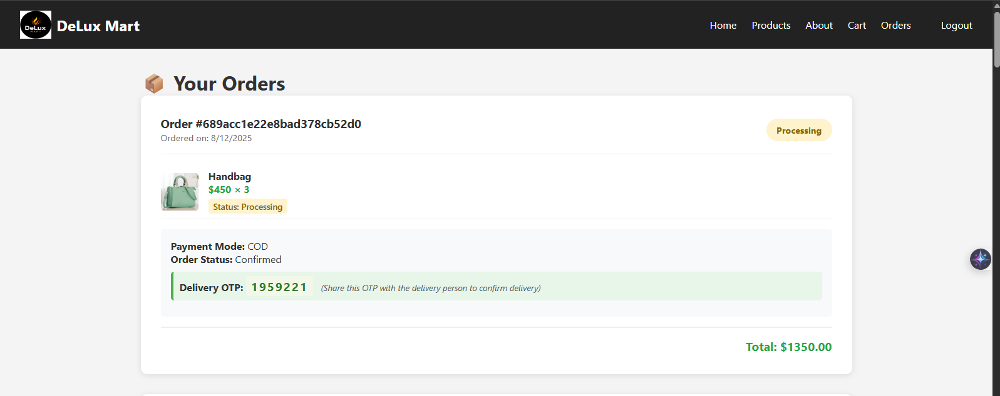 DeLux
MART
DeLux Mart
Home Products About Cart Orders Logout
Your Orders
Order #689acc1e22e8bad378cb52d0
Ordered on: 8/12/2025
Processing
Handbag
$450 × 3
Status: Processing
Payment Mode: COD
Order Status: Confirmed
Delivery OTP: 1959221 (Share this OTP with the delivery person to confirm delivery)
Total: $1350.00